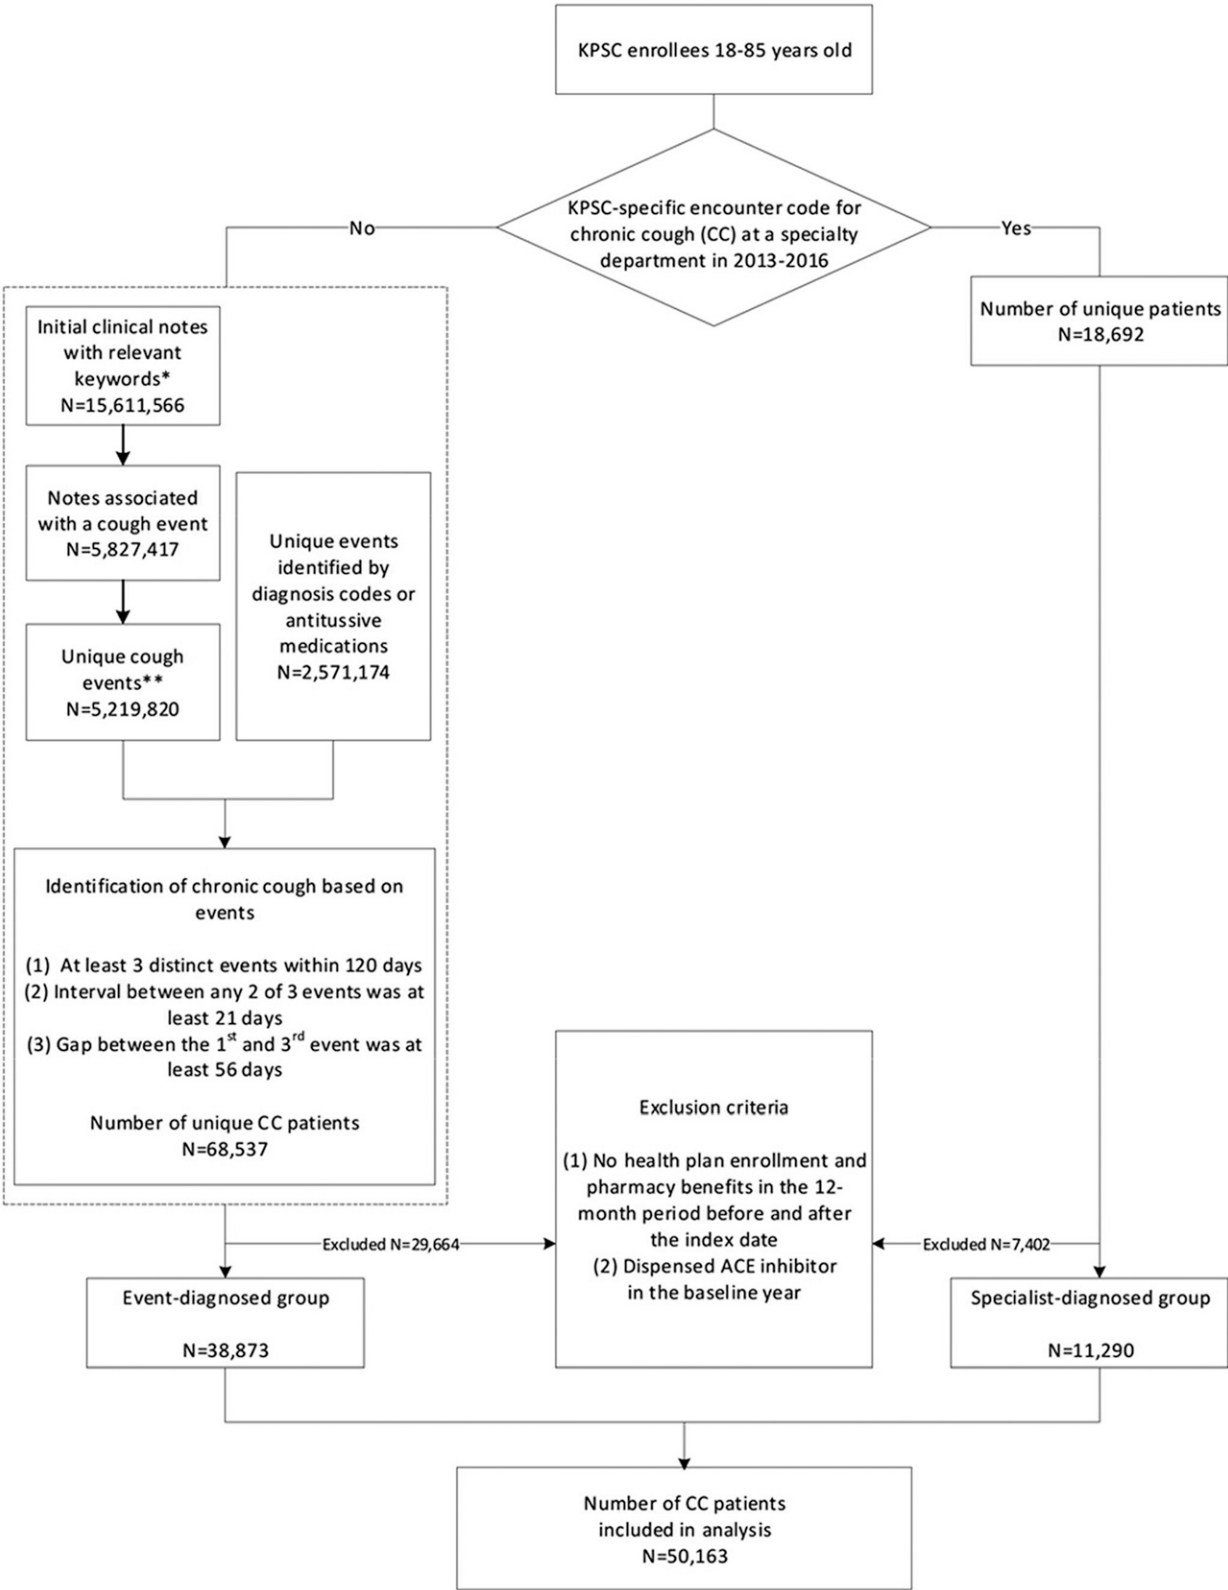 KPSC enrollees 18-85 years old
KPSC-specific encounter code for
chronic cough (CC) at a specialty
department in 2013-2016
No
Yes
Number of unique patients
N=18,692
Initial clinical notes
with relevant
keywords*
N=15,611,566
Notes associated
with a cough event
N=5,827,417
Unique cough
events**
N=5,219,820
Unique events
identified by
diagnosis codes or
antitussive
medications
N=2,571,174
Identification of chronic cough based on
events
(1) At least 3 distinct events within 120 days
(2) Interval between any 2 of 3 events was at
least 21 days
(3) Gap between the 1st and 3rd event was at
least 56 days
Number of unique CC patients
N=68,537
Exclusion criteria
(1) No health plan enrollment and
pharmacy benefits in the 12-
month period before and after
the index date
(2) Dispensed ACE inhibitor
in the baseline year
Excluded N=29,664
Excluded N=7,402
Event-diagnosed group
N=38,873
Specialist-diagnosed group
N=11,290
Number of CC patients
included in analysis
N=50,163